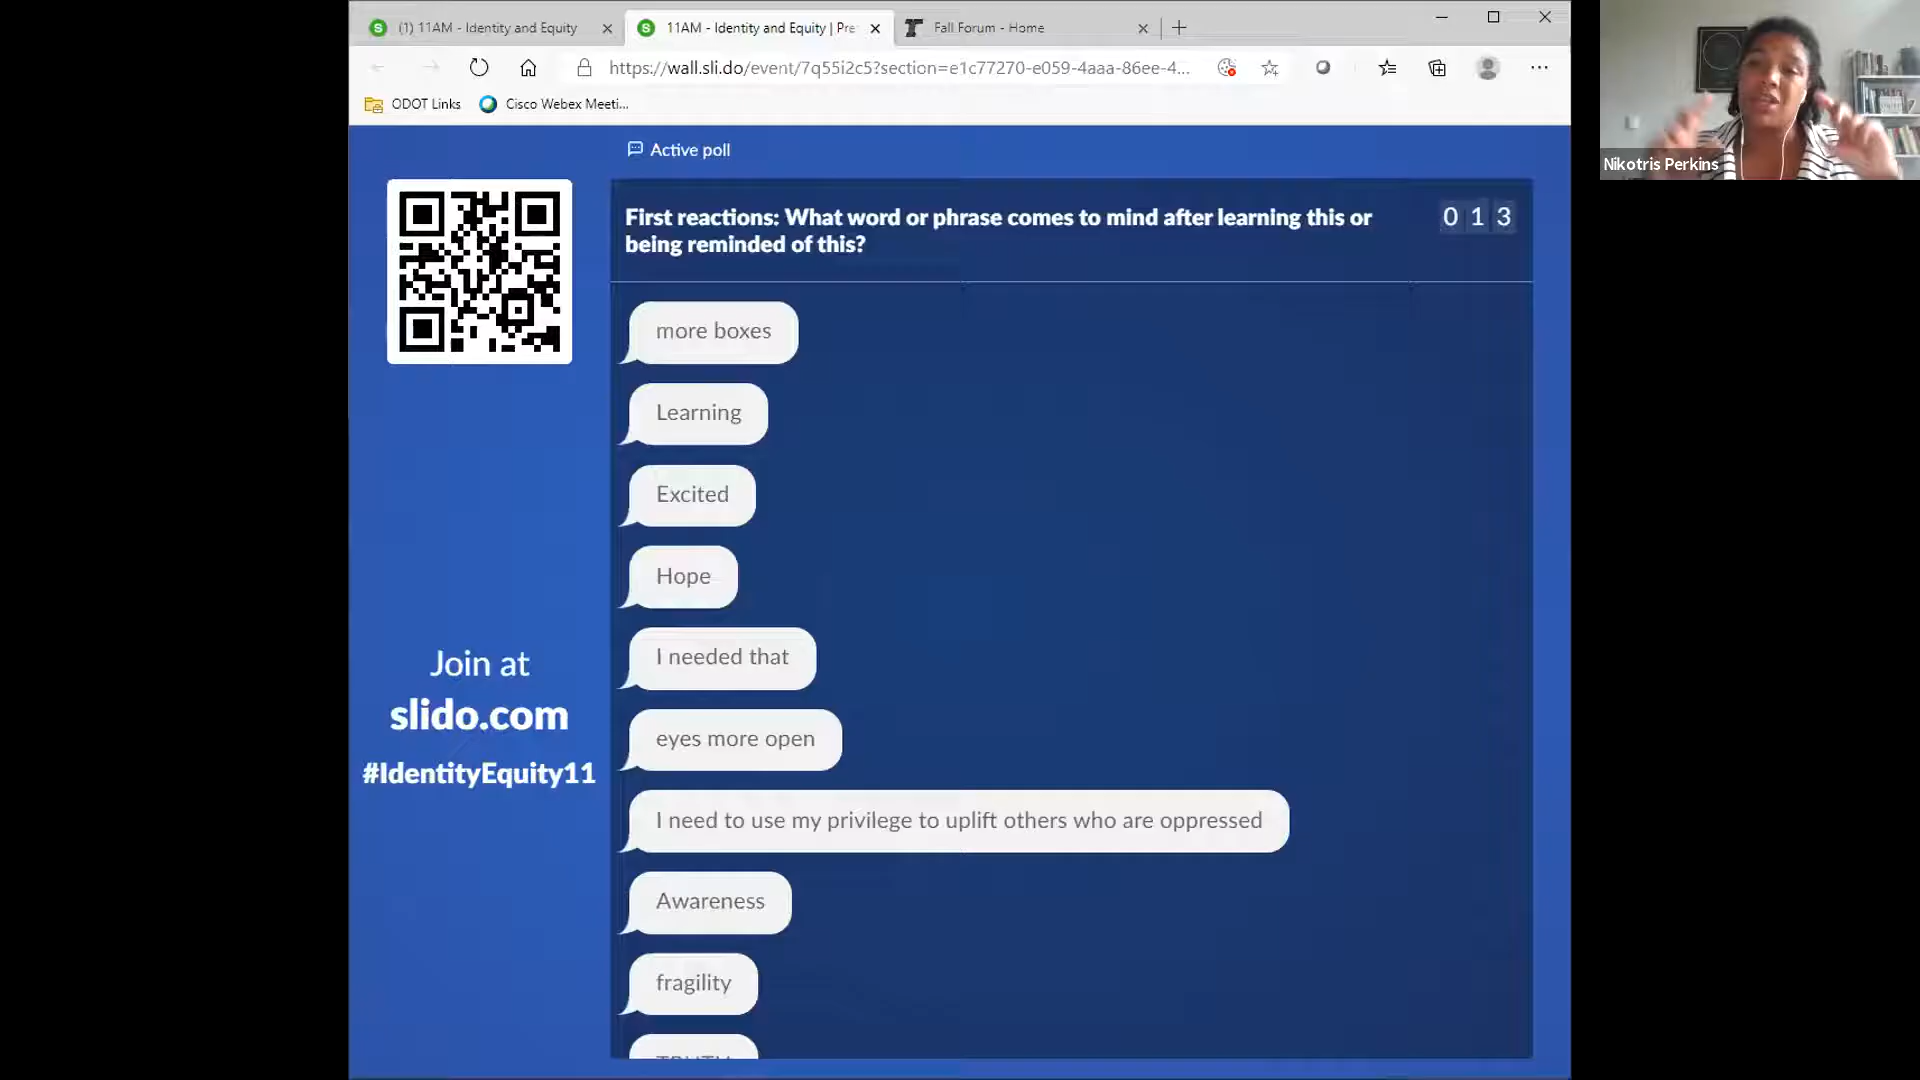 (1) 11AM - Identity and Equity
11AM - Identity and Equity | Pre
Fall Forum - Home
https://wall.sli.do/event/7q55i2c5?section=e1c77270-e059-4aaa-86ee-4...
ODOT Links
Cisco Webex Meeti...
Nikotris Perkins
Active poll
First reactions: What word or phrase comes to mind after learning this or
being reminded of this?
0 1 3
more boxes
Learning
Excited
Hope
I needed that
eyes more open
I need to use my privilege to uplift others who are oppressed
Awareness
fragility
Join at
slido.com
#IdentityEquity11